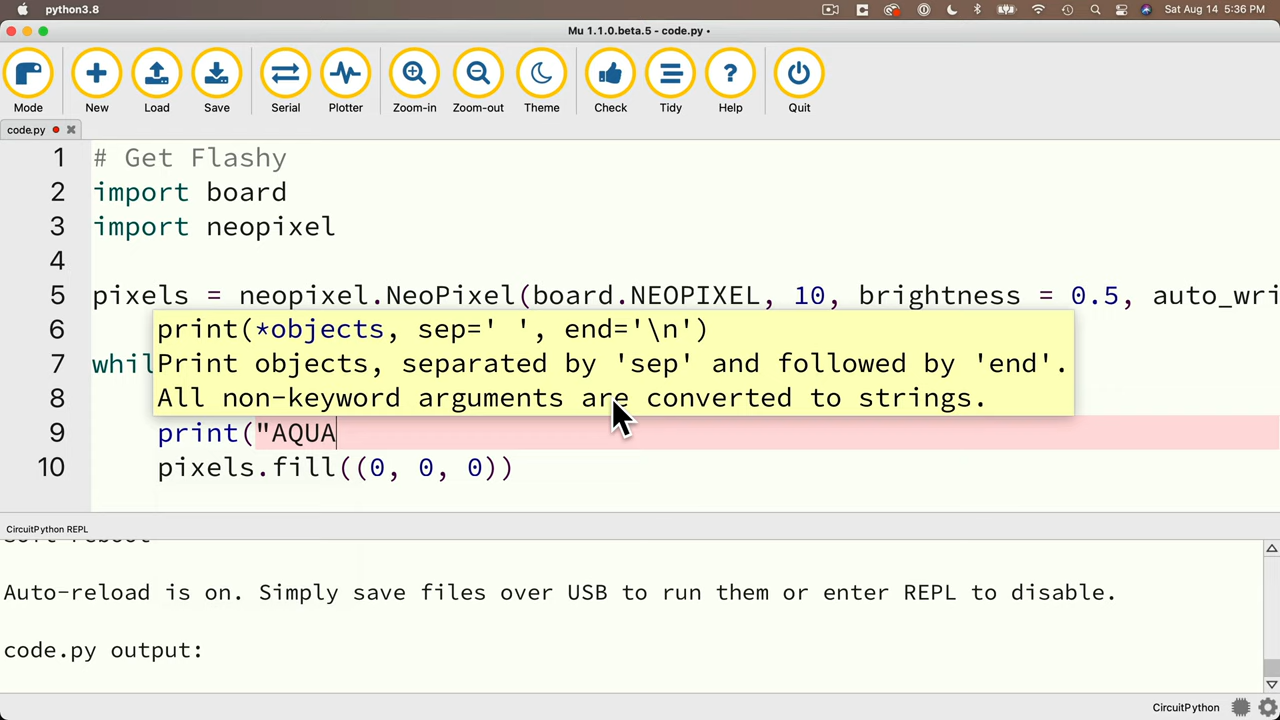 python3.8
Sat Aug 14 5:36 PM
Mu 1.1.0.beta.5 - code.py •
Mode New Load Save Serial Plotter Zoom-in Zoom-out Theme Check Tidy Help Quit
code.py
1 # Get Flashy
2 import board
3 import neopixel
4
5 pixels = neopixel.NeoPixel(board.NEOPIXEL, 10, brightness = 0.5, auto_wri
6 print(*objects, sep=' ', end='\n')
7 whil Print objects, separated by 'sep' and followed by 'end'.
8 All non-keyword arguments are converted to strings.
9 print("AQUA
10 pixels.fill((0, 0, 0))
CircuitPython REPL
Auto-reload is on. Simply save files over USB to run them or enter REPL to disable.
code.py output:
CircuitPython